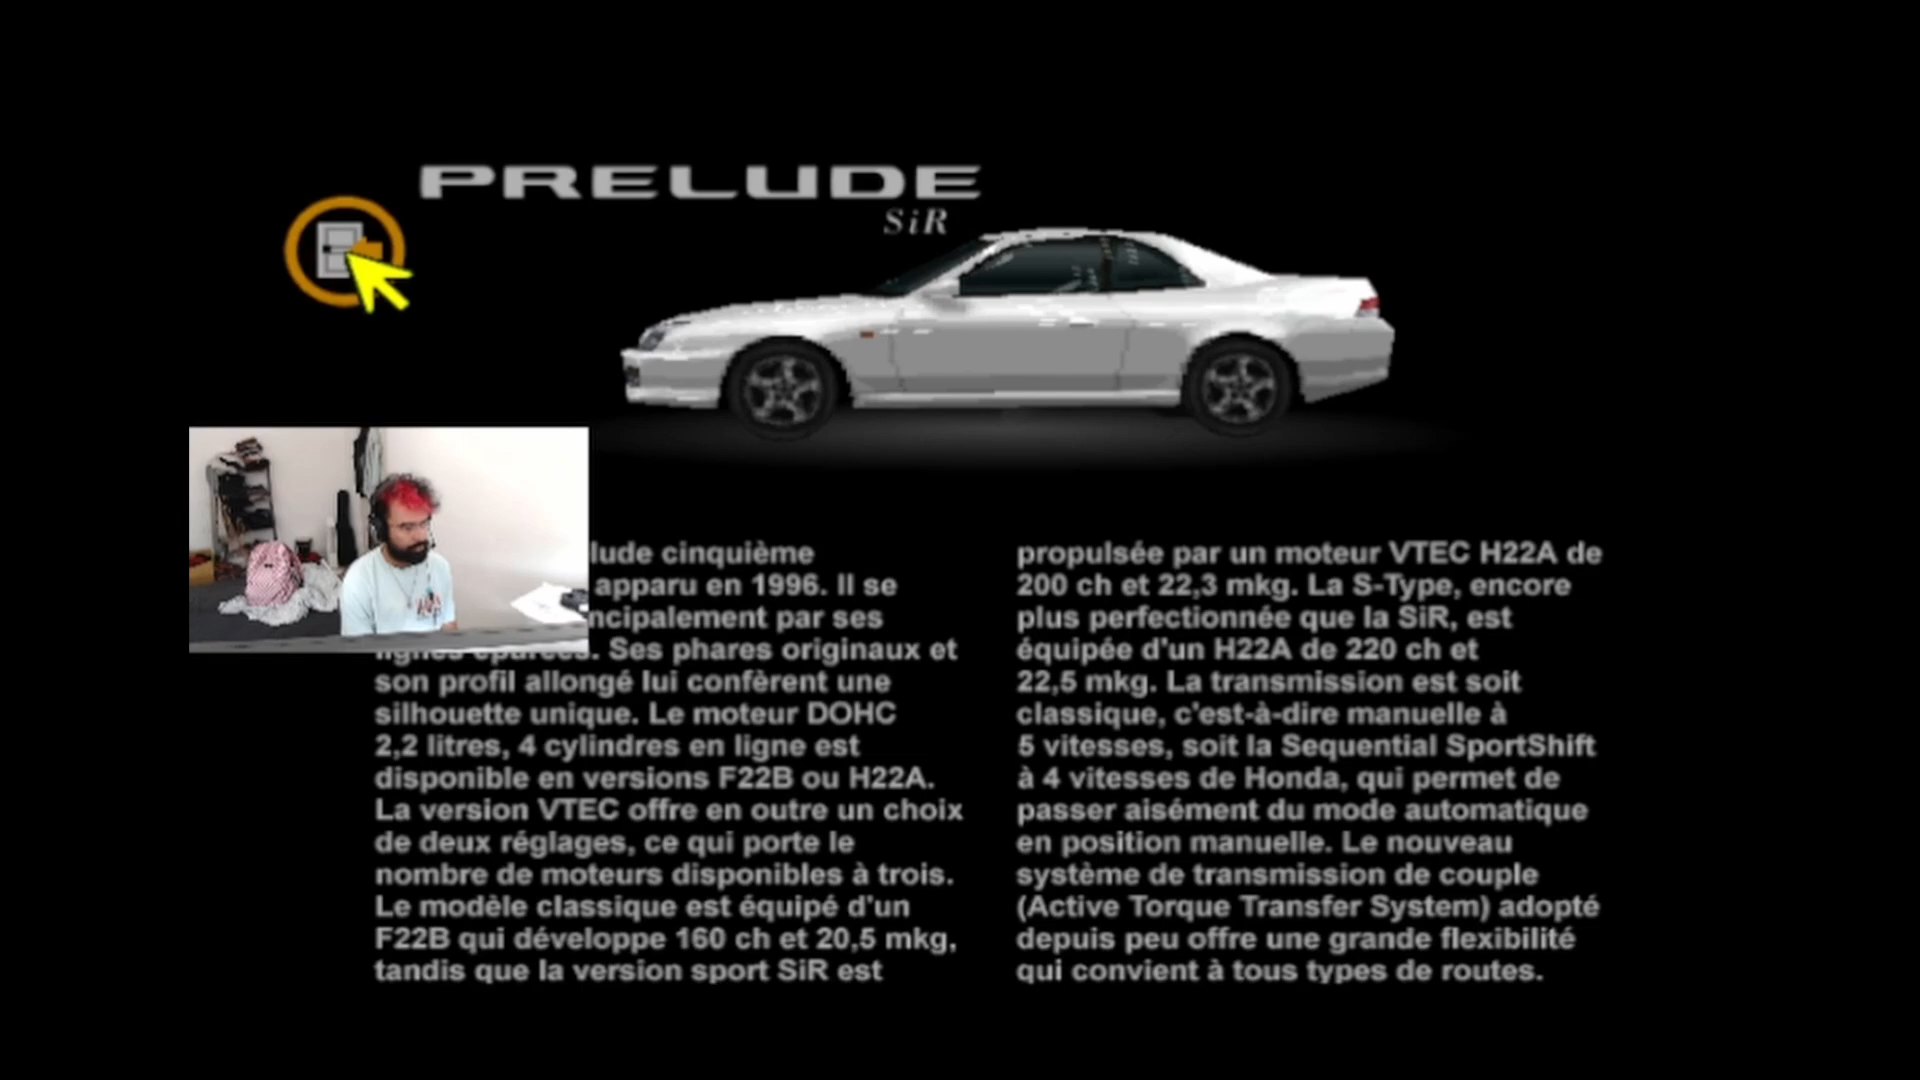 PRELUDE
SiR
lude cinquième
apparu en 1996. Il se
ncipalement par ses
lignes épurées. Ses phares originaux et
son profil allongé lui confèrent une
silhouette unique. Le moteur DOHC
2,2 litres, 4 cylindres en ligne est
disponible en versions F22B ou H22A.
La version VTEC offre en outre un choix
de deux réglages, ce qui porte le
nombre de moteurs disponibles à trois.
Le modèle classique est équipé d'un
F22B qui développe 160 ch et 20,5 mkg,
tandis que la version sport SiR est
propulsée par un moteur VTEC H22A de
200 ch et 22,3 mkg. La S-Type, encore
plus perfectionnée que la SiR, est
équipée d'un H22A de 220 ch et
22,5 mkg. La transmission est soit
classique, c'est-à-dire manuelle à
5 vitesses, soit la Sequential SportShift
à 4 vitesses de Honda, qui permet de
passer aisément du mode automatique
en position manuelle. Le nouveau
système de transmission de couple
(Active Torque Transfer System) adopté
depuis peu offre une grande flexibilité
qui convient à tous types de routes.